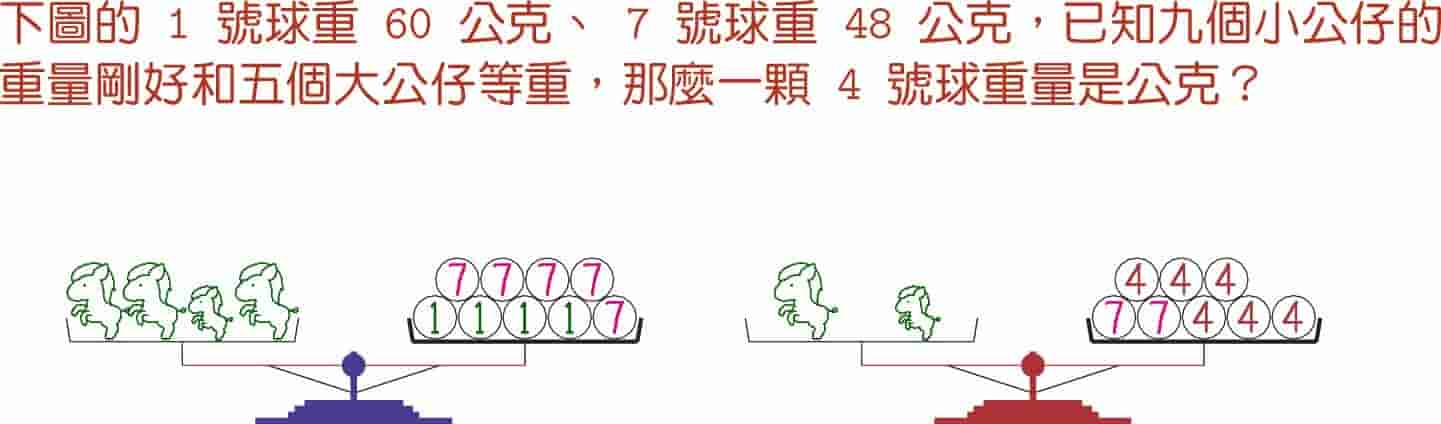 下圖的 1 號球重 60 公克、 7 號球重 48 公克，已知九個小公仔的
重量剛好和五個大公仔等重，那麼一顆 4 號球重量是公克？
7 7 7 7
1 1 1 1 7
4 4 4
7 7 4 4 4